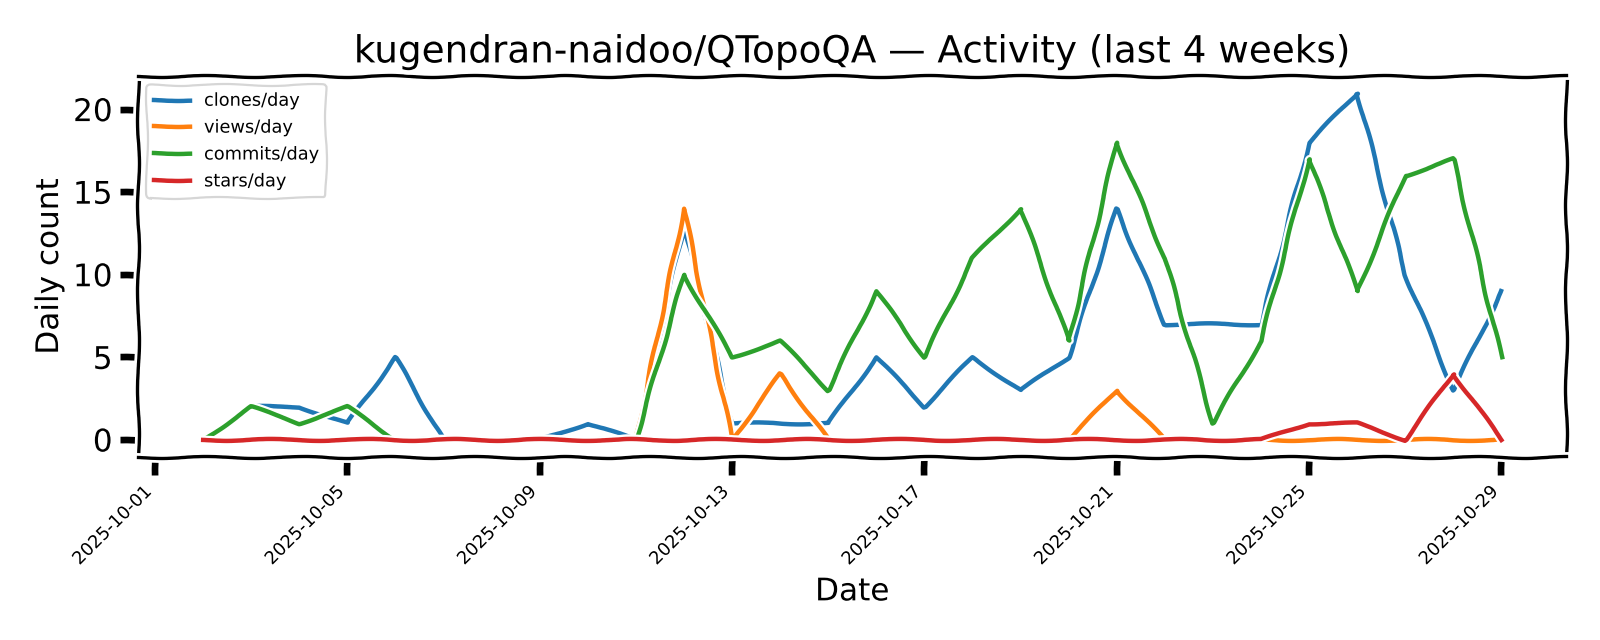 kugendran-naidoo/QTopoQA — Activity (last 4 weeks)
clones/day
views/day
commits/day
stars/day
Daily count
20
15
10
5
0
2025-10-01
2025-10-05
2025-10-09
2025-10-13
2025-10-17
2025-10-21
2025-10-25
2025-10-29
Date